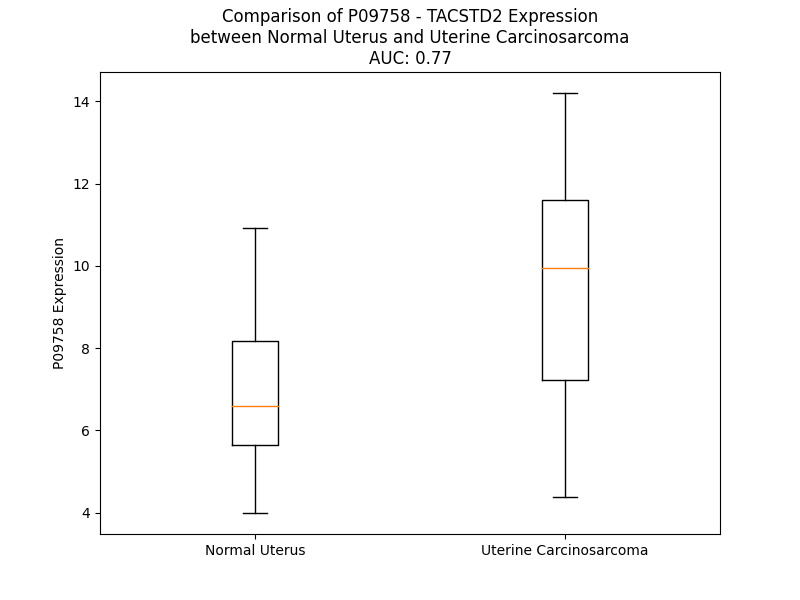 Comparison of P09758 - TACSTD2 Expression
between Normal Uterus and Uterine Carcinosarcoma
AUC: 0.77
P09758 Expression
14
12
10
8
6
4
Normal Uterus
Uterine Carcinosarcoma